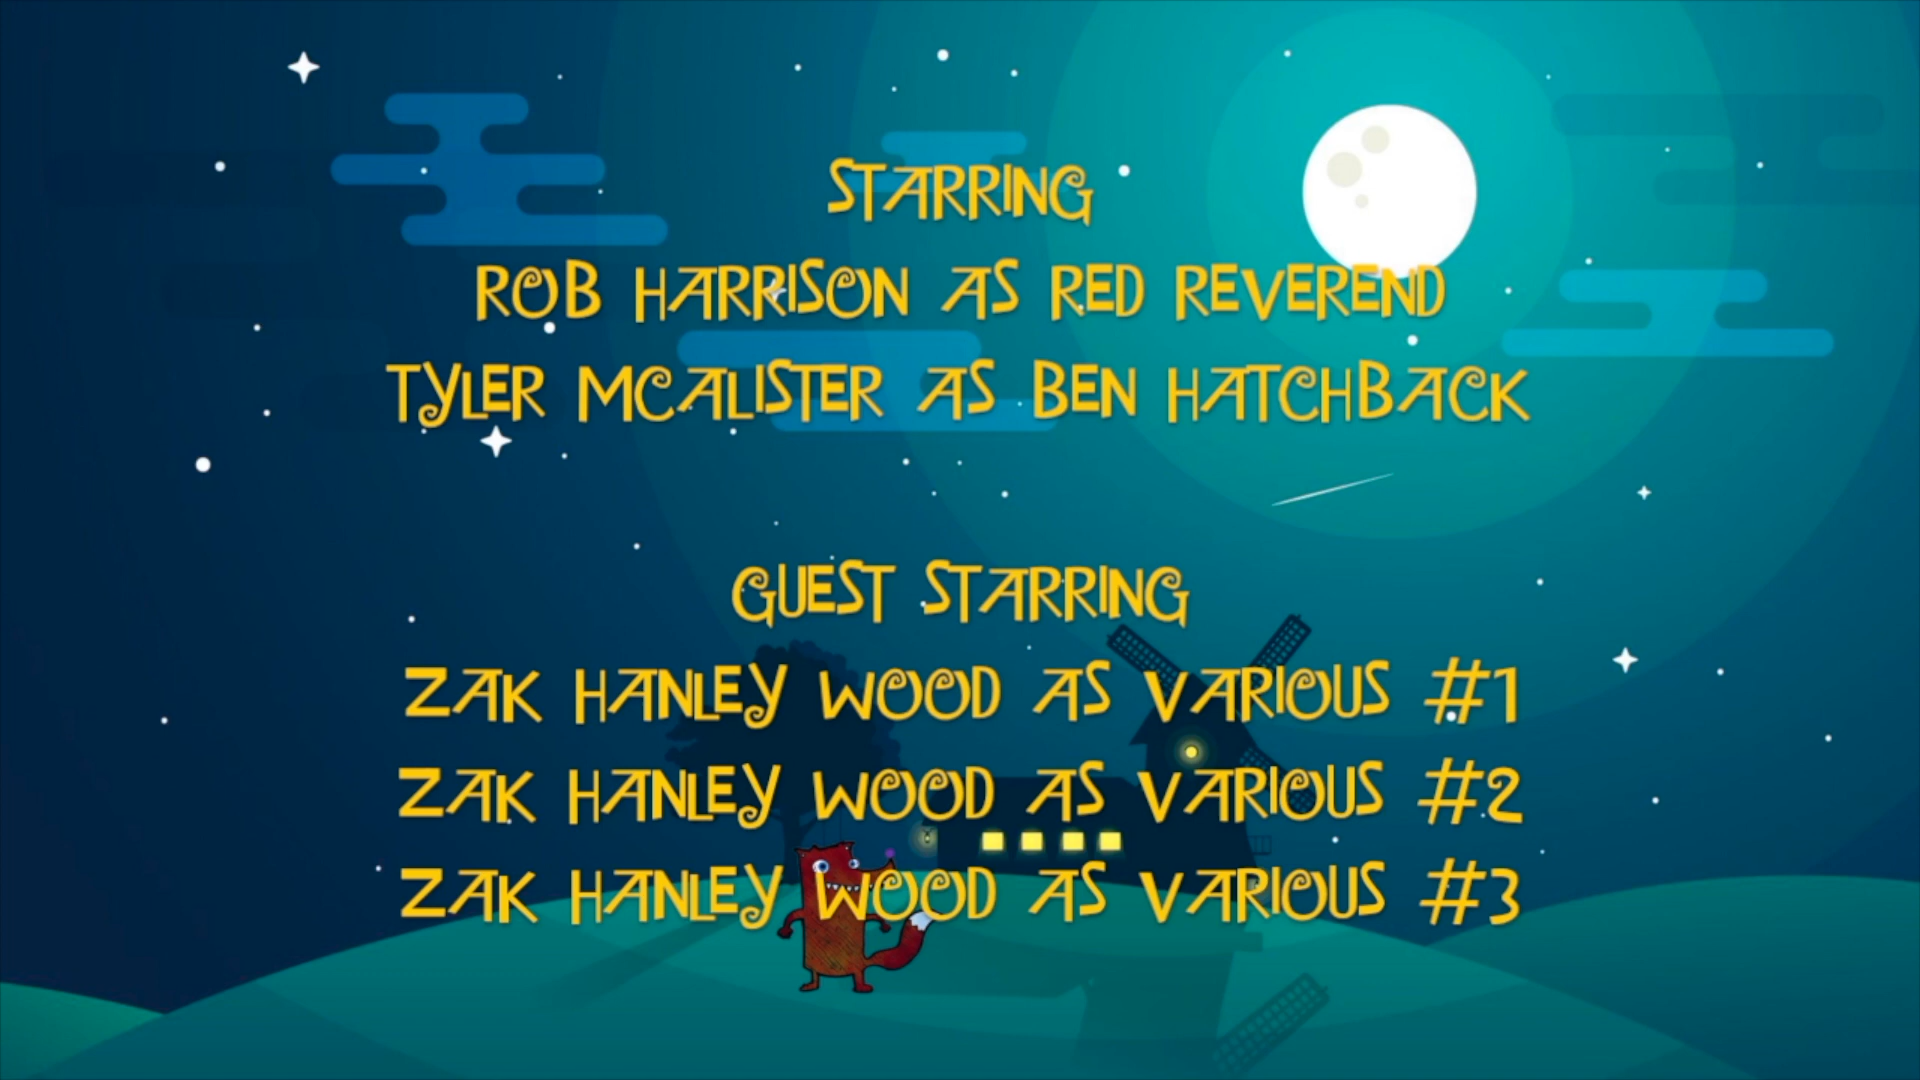 STARRING
ROB HARRISON AS RED REVEREND
TYLER MCALISTER AS BEN HATCHBACK
GUEST STARRING
ZAK HANLEY WOOD AS VARIOUS #1
ZAK HANLEY WOOD AS VARIOUS #2
ZAK HANLEY WOOD AS VARIOUS #3